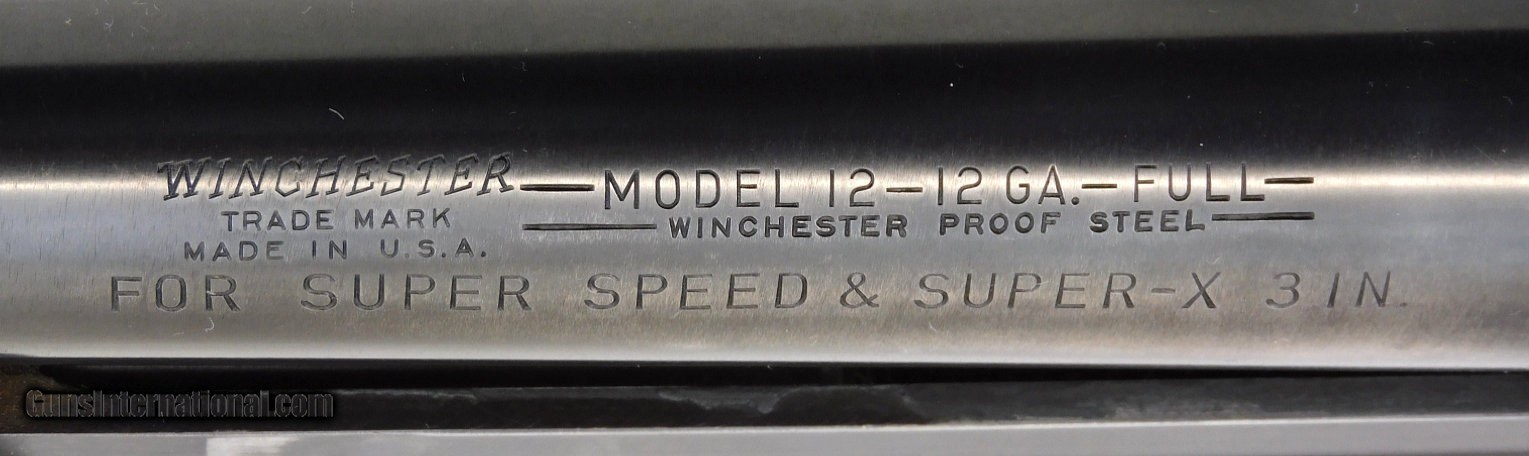 WINCHESTER—MODEL 12–12 GA.–FULL–
TRADE MARK —WINCHESTER PROOF STEEL—
MADE IN U.S.A.
FOR SUPER SPEED & SUPER-X 3 IN.
GunsInternational.com